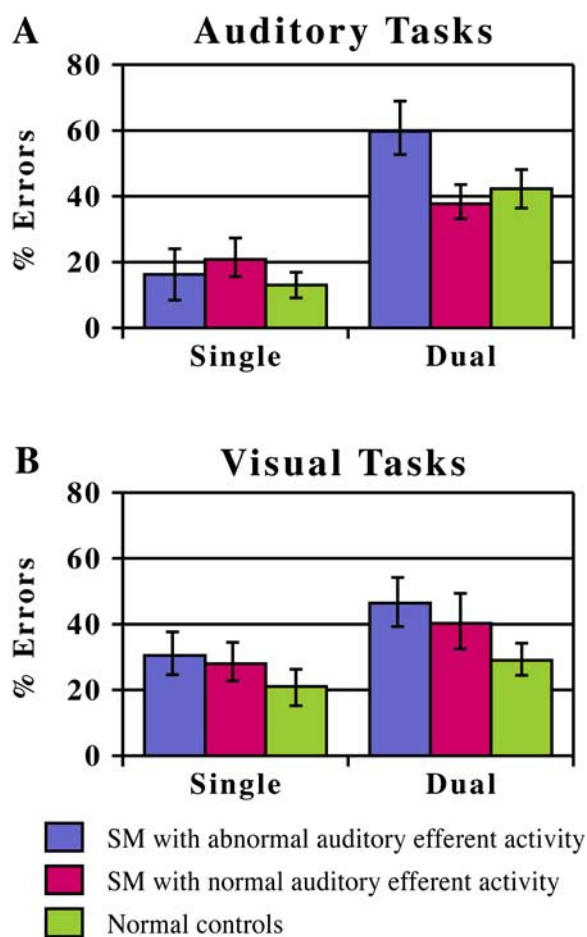 A Auditory Tasks
80
60
40
20
0
% Errors
Single Dual
B Visual Tasks
80
60
40
20
0
% Errors
Single Dual
SM with abnormal auditory efferent activity
SM with normal auditory efferent activity
Normal controls